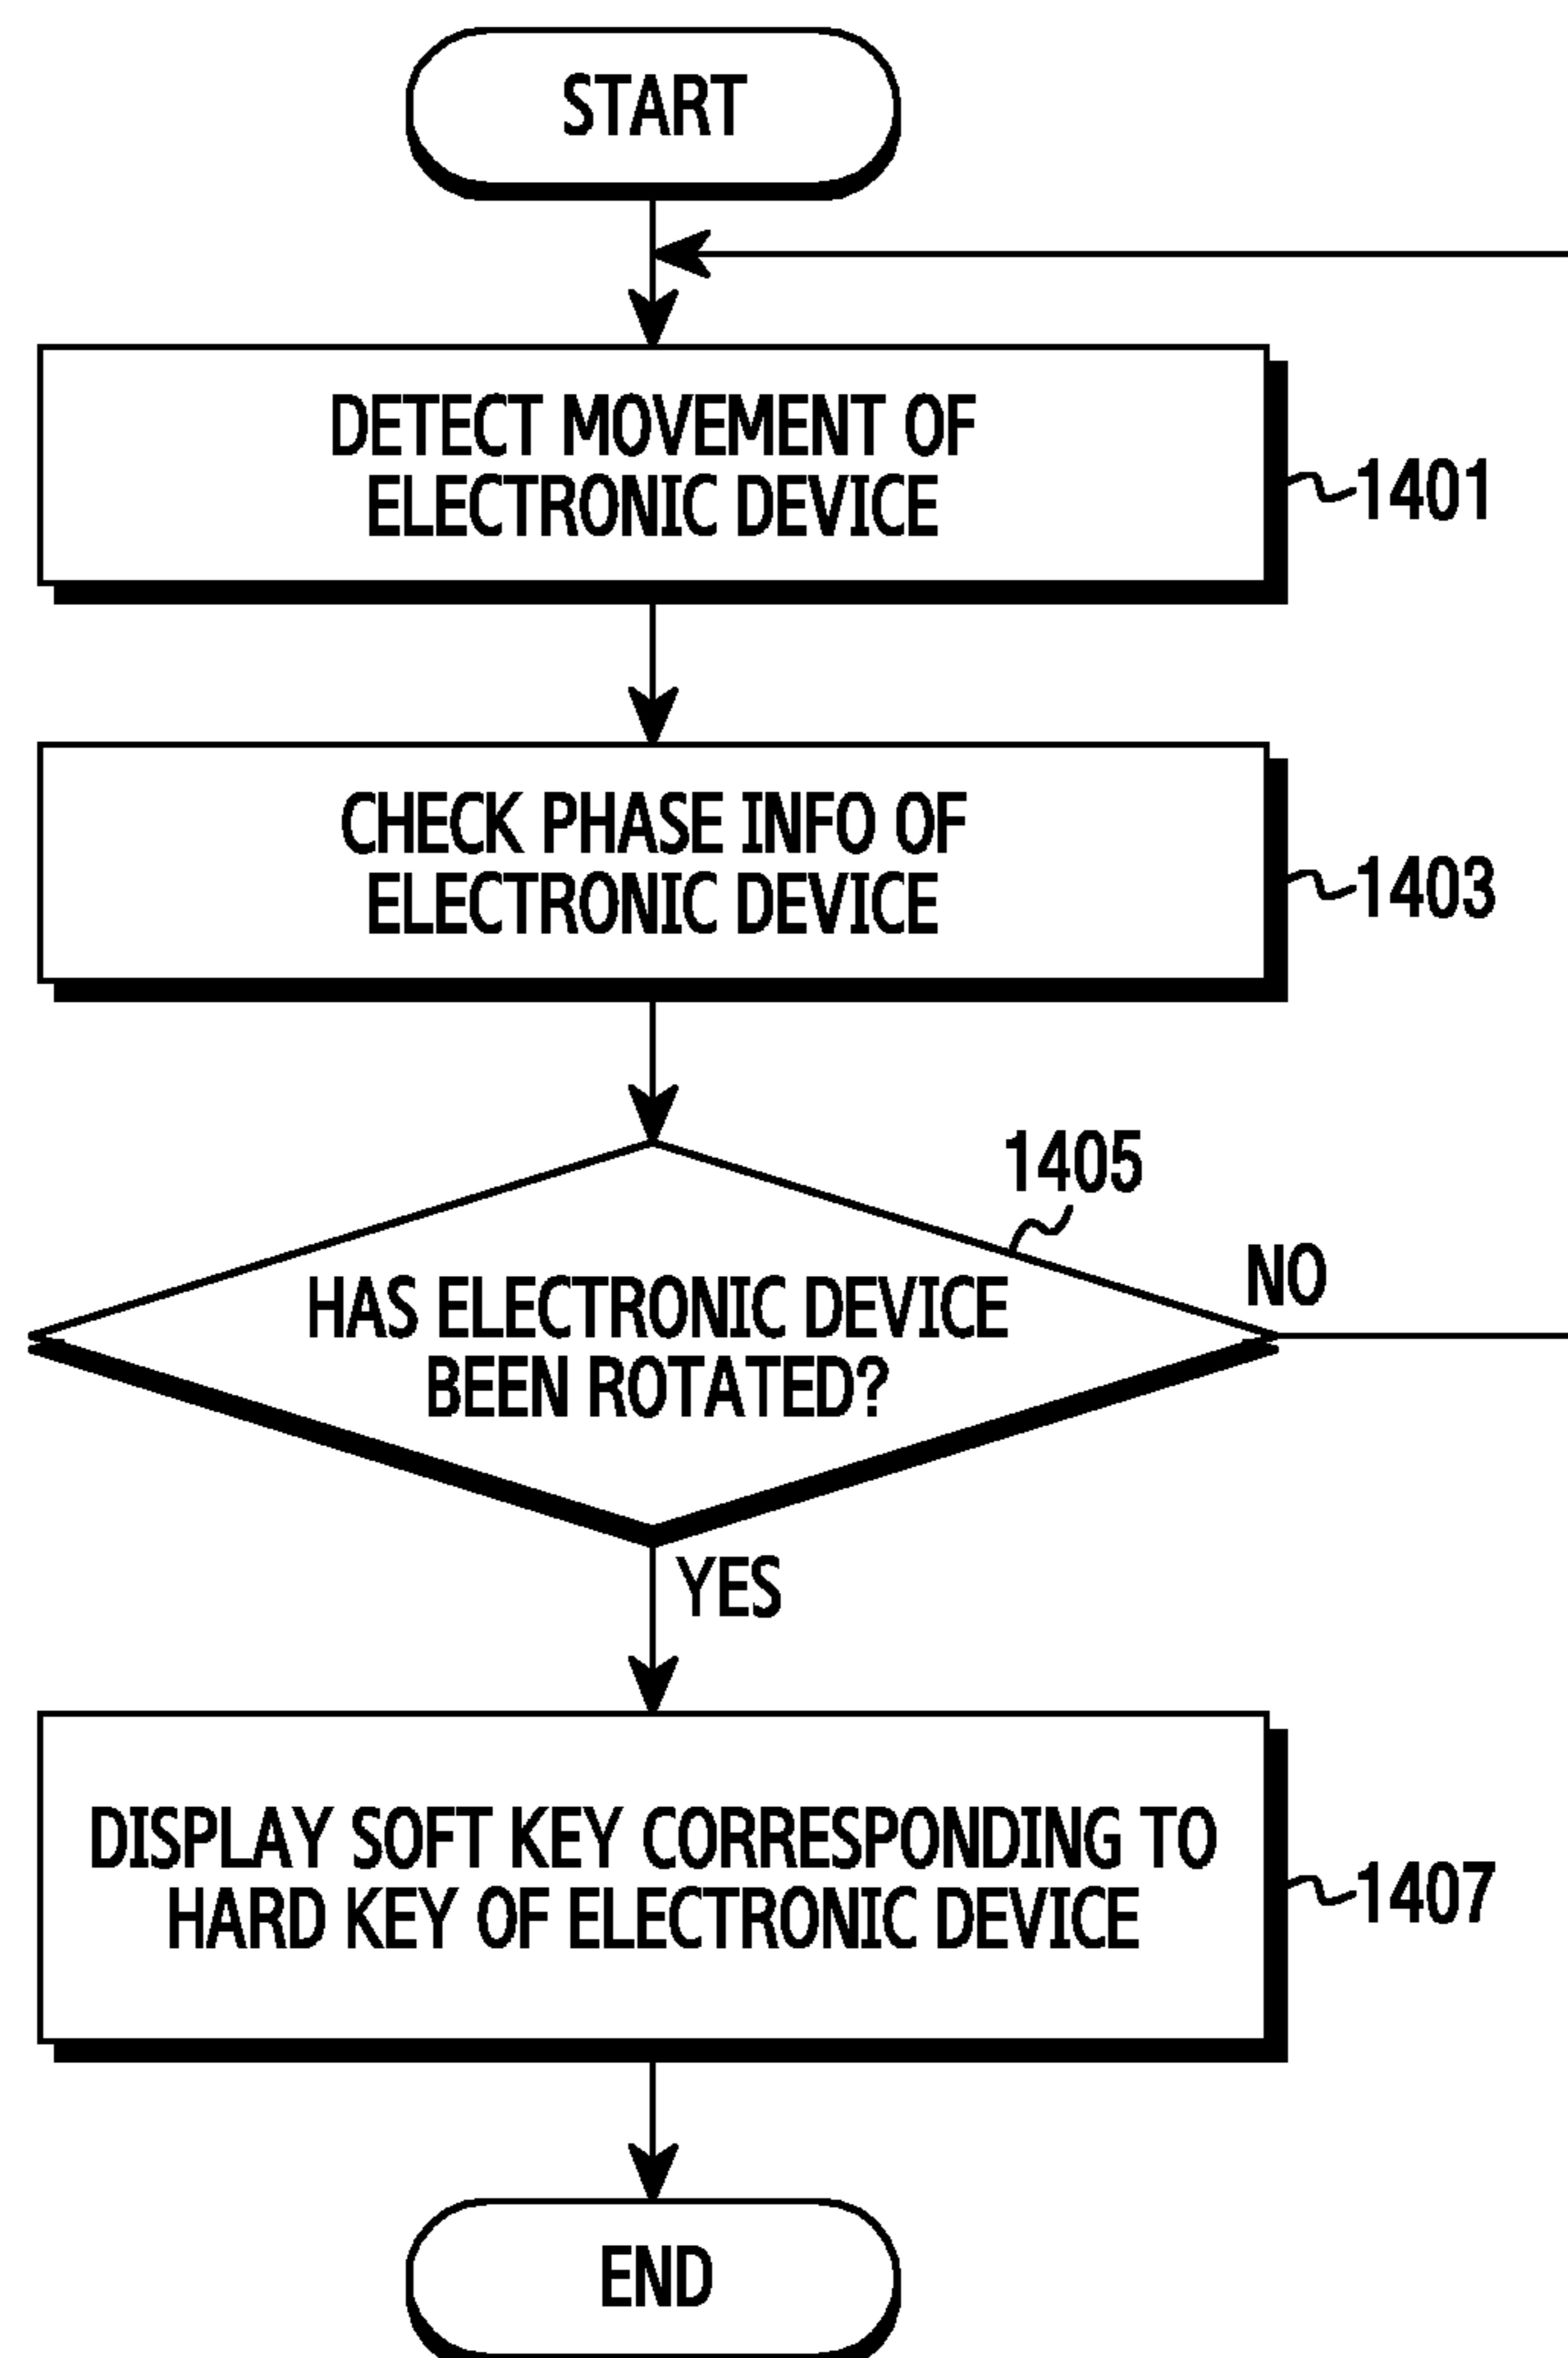 START
DETECT MOVEMENT OF
ELECTRONIC DEVICE
1401
CHECK PHASE INFO OF
ELECTRONIC DEVICE
1403
1405
HAS ELECTRONIC DEVICE
BEEN ROTATED?
NO
YES
DISPLAY SOFT KEY CORRESPONDING TO
HARD KEY OF ELECTRONIC DEVICE
1407
END